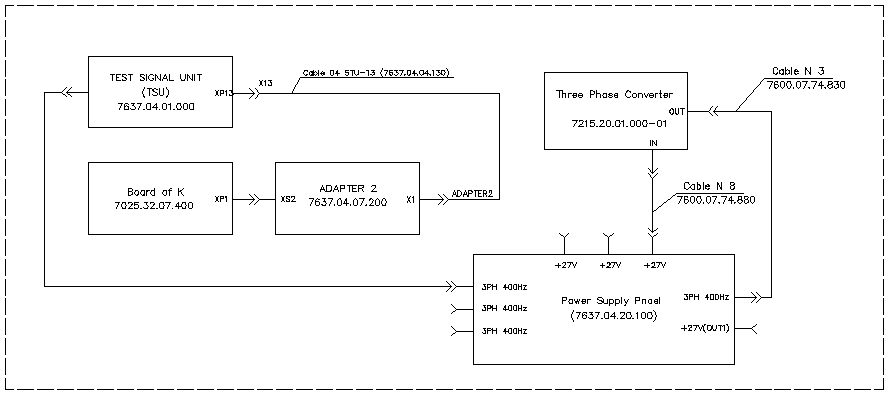 TEST SIGNAL UNIT
(TSU)
7637.04.01.000
XP13
X13
Cable 04 STU-13 (7637.04.04.130)
Three Phase Converter
7215.20.01.000-01
OUT
IN
Cable N 3
7600.07.74.830
Board of K
7025.32.07.400
XP1
XS2
ADAPTER 2
7637.04.07.200
X1
ADAPTER2
Cable N 8
7600.07.74.880
+27V
+27V
+27V
3PH 400Hz
3PH 400Hz
3PH 400Hz
Power Supply Pnael
(7637.04.20.100)
3PH 400Hz
+27V(OUT1)